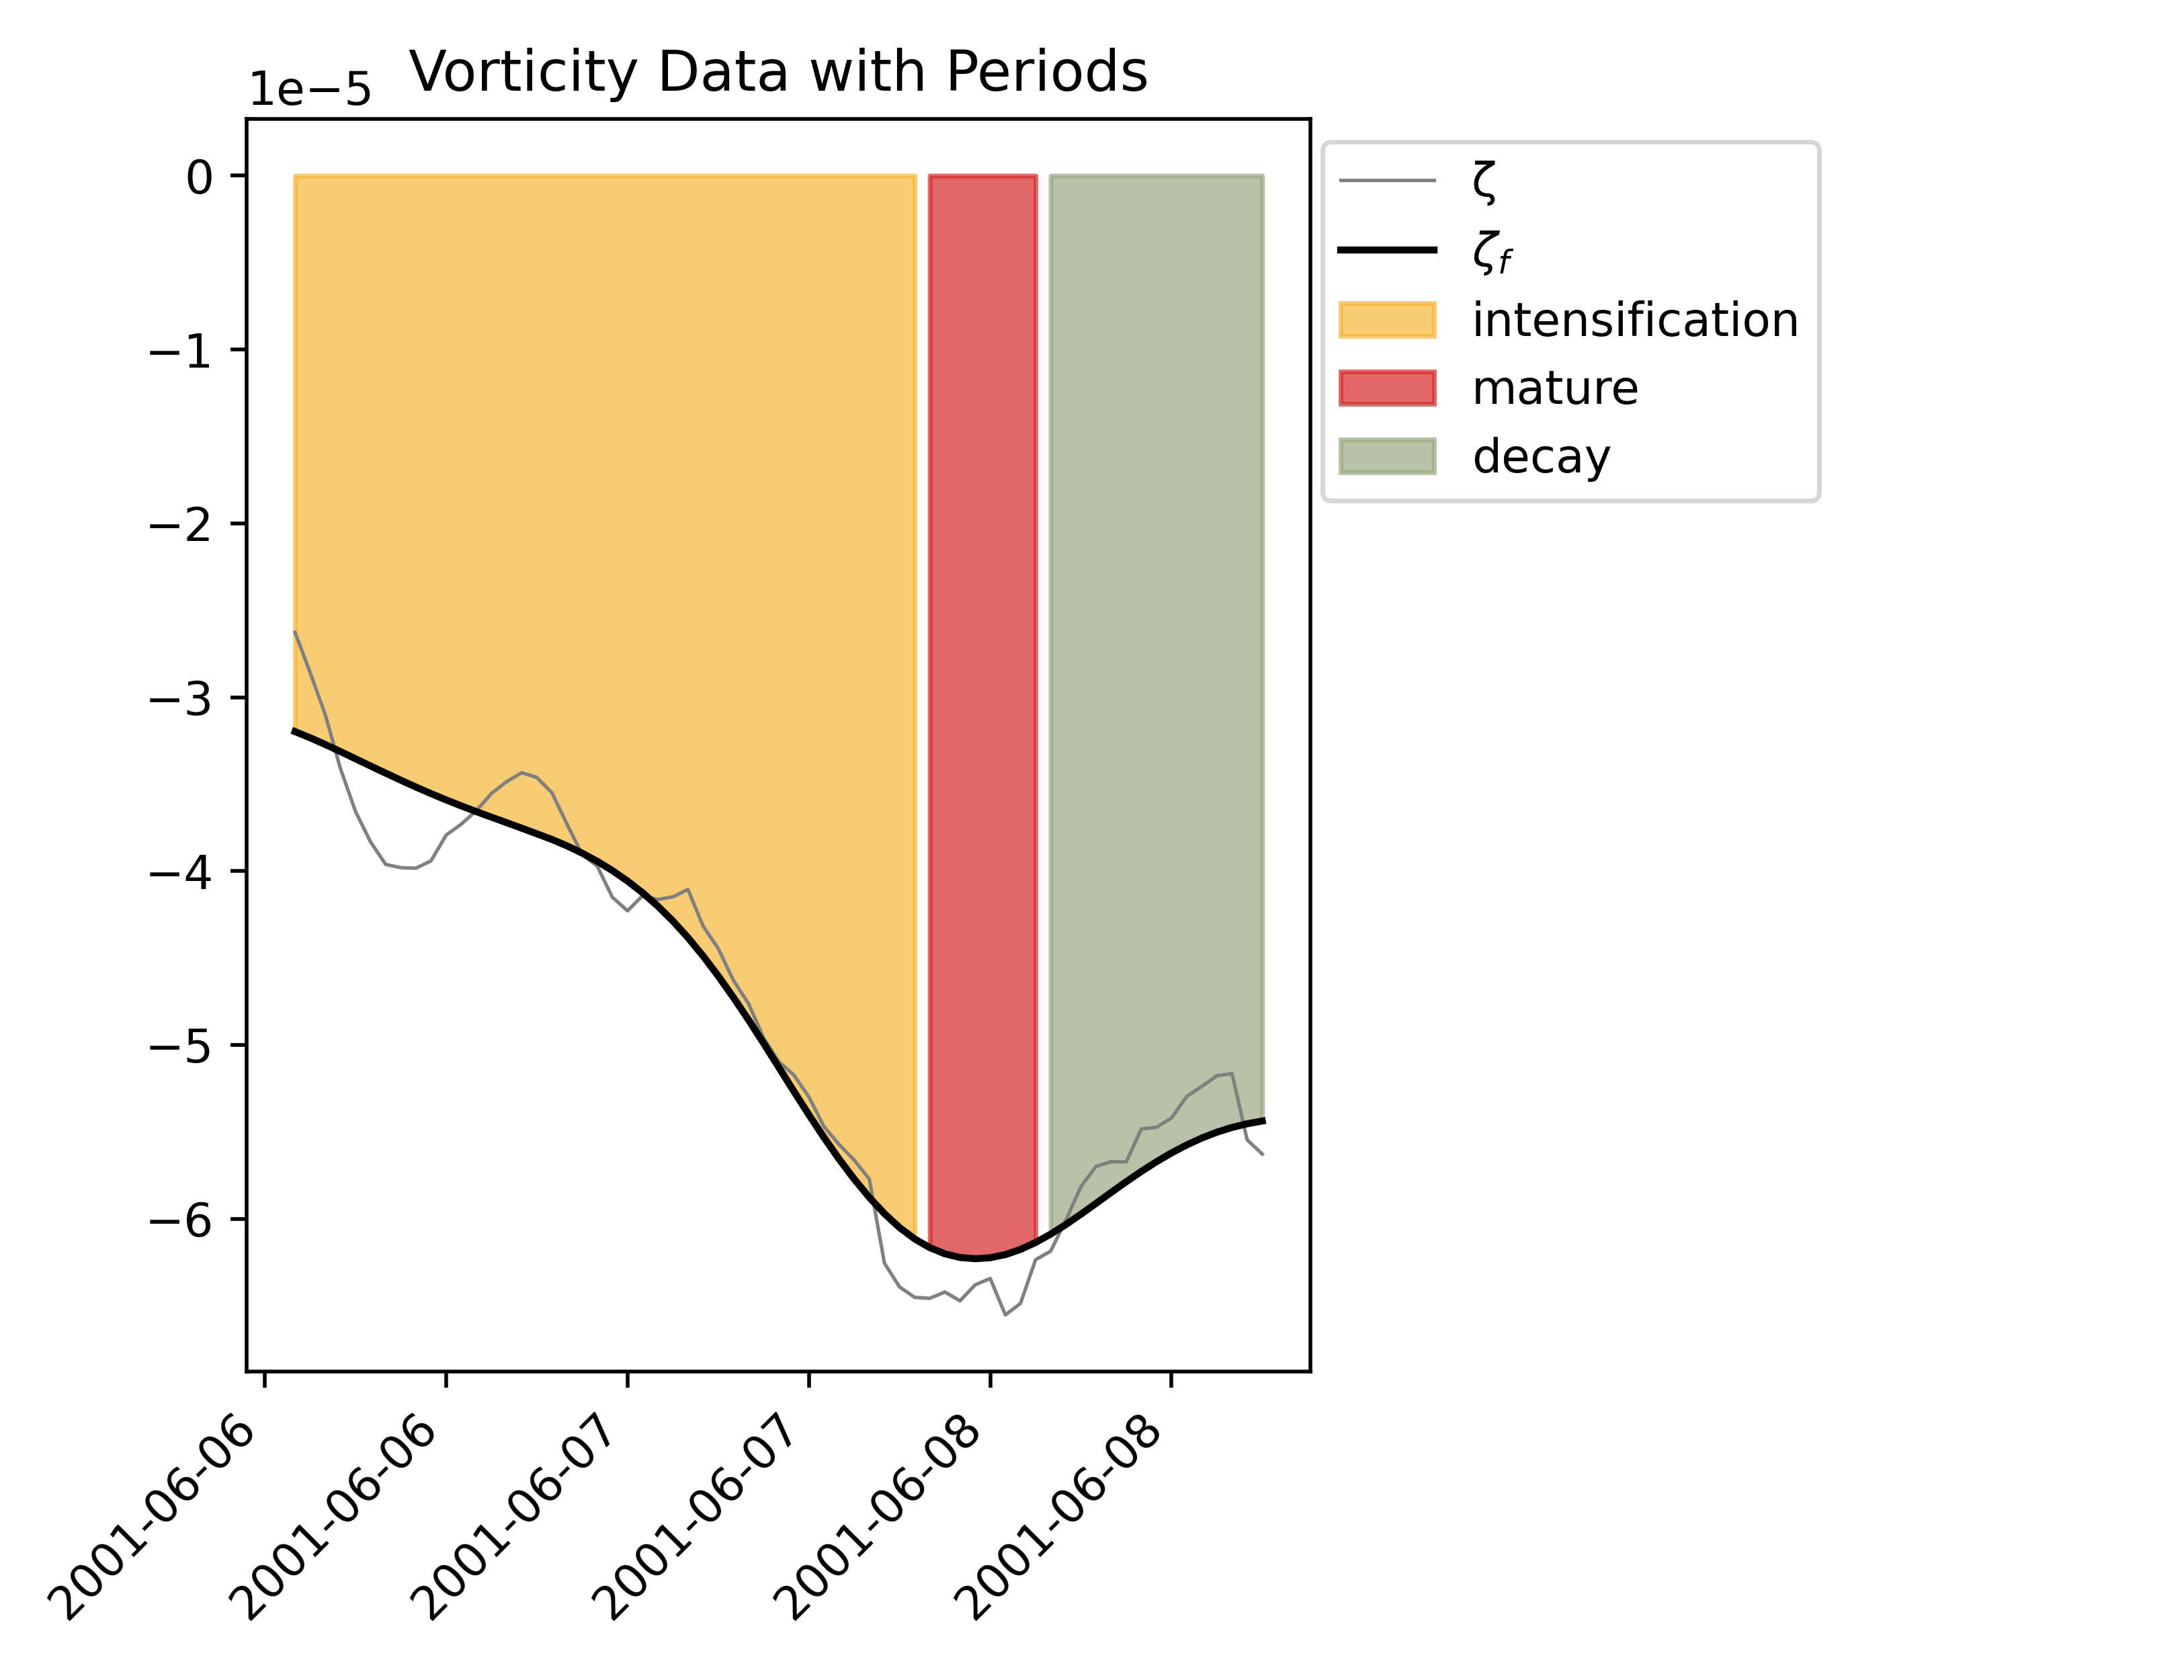 Vorticity Data with Periods
1e−5
0
−1
−2
−3
−4
−5
−6
2001-06-06
2001-06-06
2001-06-07
2001-06-07
2001-06-08
2001-06-08
ζ
ζf
intensification
mature
decay